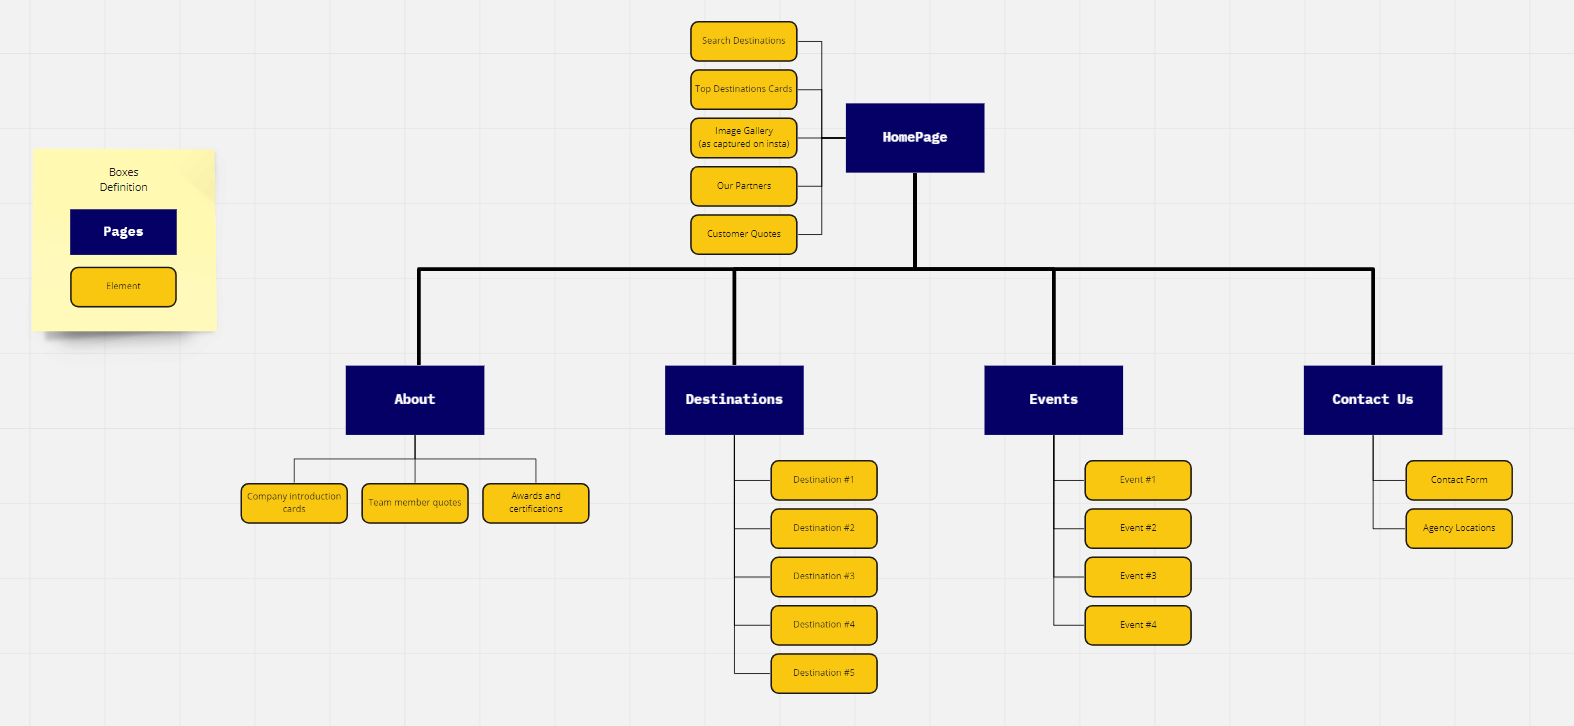 Search Destinations
Top Destinations Cards
Image Gallery
(as captured on insta)
Our Partners
Customer Quotes
HomePage
Boxes
Definition
Pages
Element
About
Destinations
Events
Contact Us
Company introduction
cards
Team member quotes
Awards and
certifications
Destination #1
Destination #2
Destination #3
Destination #4
Destination #5
Event #1
Event #2
Event #3
Event #4
Contact Form
Agency Locations